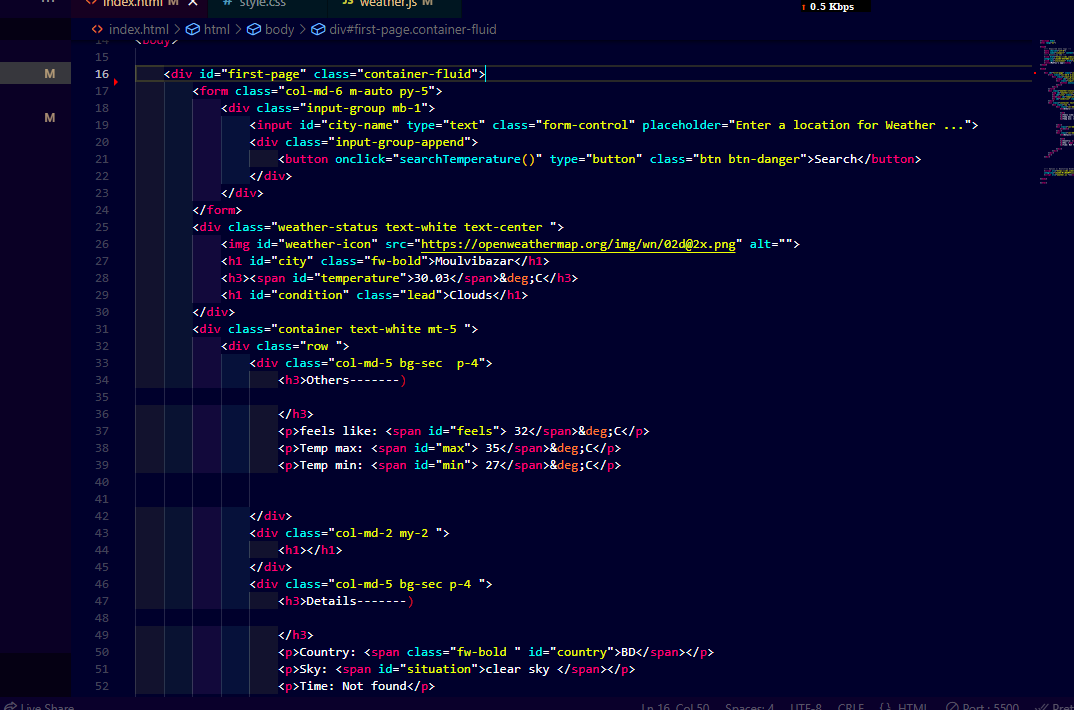 index.html M
# style.css
JS weather.js M
↑ 0.5 Kbps
<> index.html > html > body > div#first-page.container-fluid
M
M
14 <body>
15
16 <div id="first-page" class="container-fluid">
17 <form class="col-md-6 m-auto py-5">
18 <div class="input-group mb-1">
19 <input id="city-name" type="text" class="form-control" placeholder="Enter a location for Weather ...">
20 <div class="input-group-append">
21 <button onclick="searchTemperature()" type="button" class="btn btn-danger">Search</button>
22 </div>
23 </div>
24 </form>
25 <div class="weather-status text-white text-center ">
26 <img id="weather-icon" src="https://openweathermap.org/img/wn/02d@2x.png" alt="">
27 <h1 id="city" class="fw-bold">Moulvibazar</h1>
28 <h3><span id="temperature">30.03</span>&deg;C</h3>
29 <h1 id="condition" class="lead">Clouds</h1>
30 </div>
31 <div class="container text-white mt-5 ">
32 <div class="row ">
33 <div class="col-md-5 bg-sec  p-4">
34 <h3>Others-------)
35
36 </h3>
37 <p>feels like: <span id="feels"> 32</span>&deg;C</p>
38 <p>Temp max: <span id="max"> 35</span>&deg;C</p>
39 <p>Temp min: <span id="min"> 27</span>&deg;C</p>
40
41
42 </div>
43 <div class="col-md-2 my-2 ">
44 <h1></h1>
45 </div>
46 <div class="col-md-5 bg-sec p-4 ">
47 <h3>Details-------)
48
49 </h3>
50 <p>Country: <span class="fw-bold " id="country">BD</span></p>
51 <p>Sky: <span id="situation">clear sky </span></p>
52 <p>Time: Not found</p>
Live Share Ln 16, Col 50 Spaces: 4 UTF-8 CRLF {} HTML Port : 5500